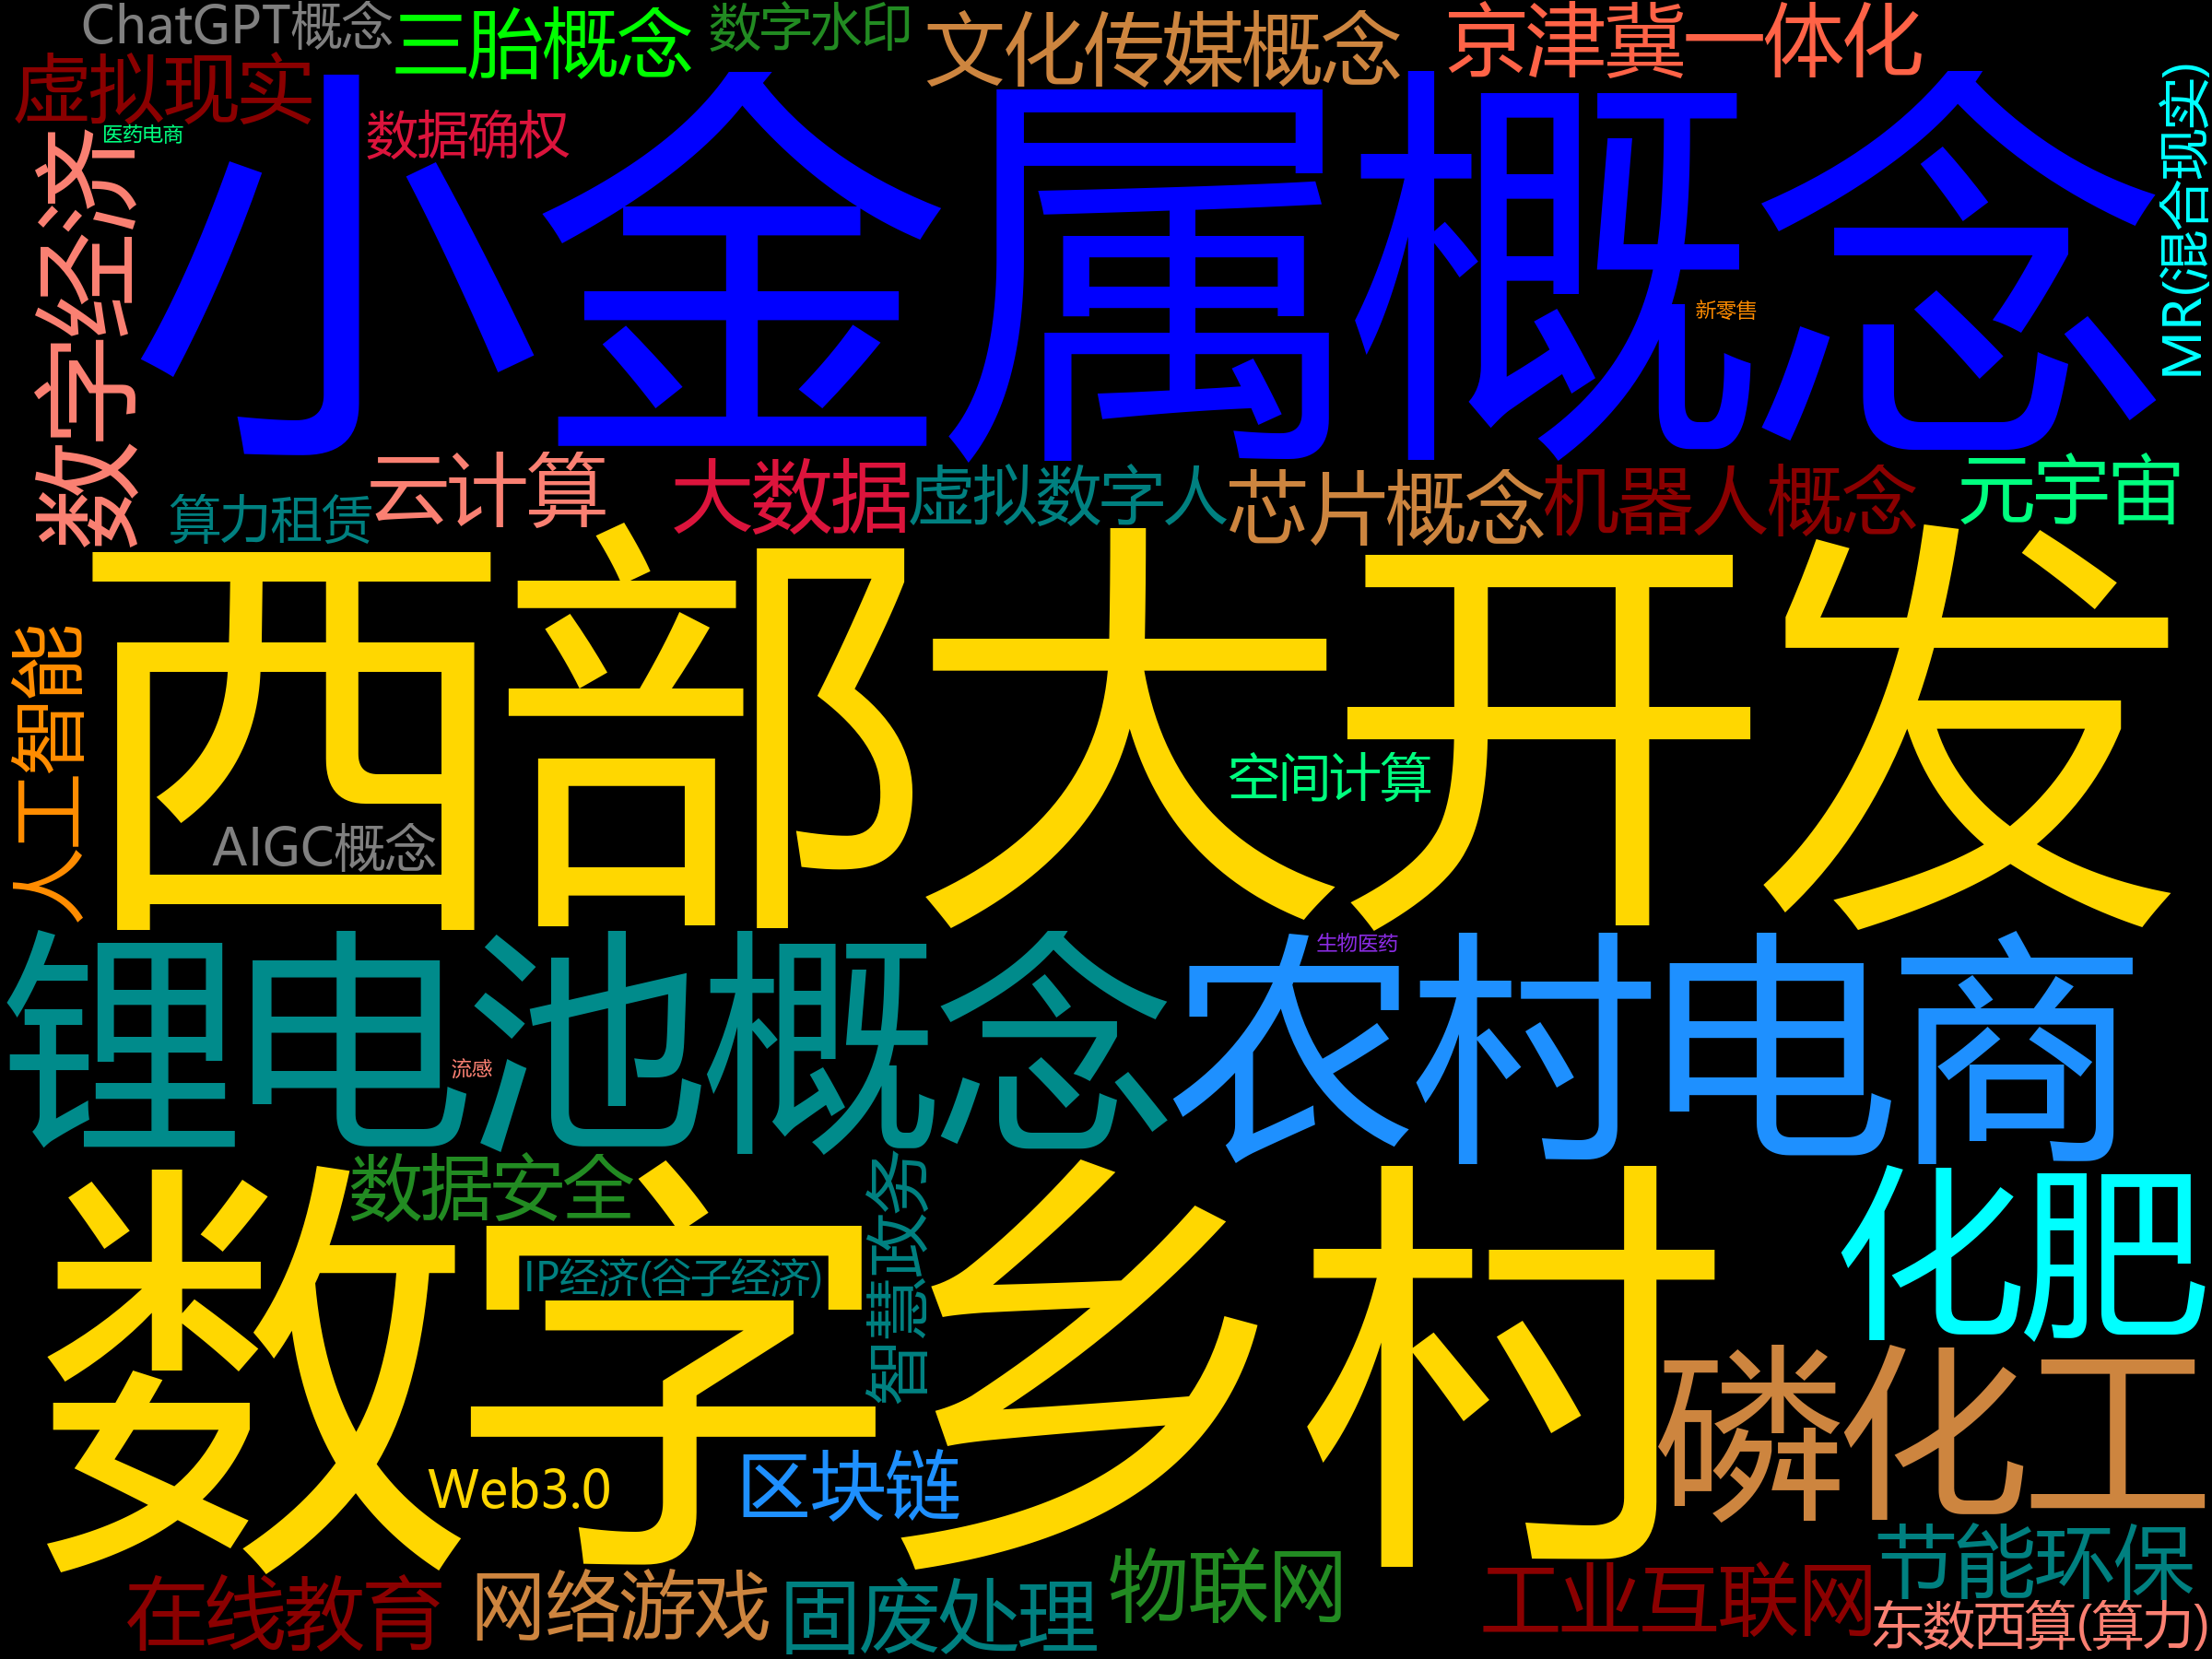 ChatGPT概念
三胎概念
数字水印
文化传媒概念
京津冀一体化
虚拟现实
医药电商
数据确权
小金属概念
MR(混合现实)
数字经济
新零售
云计算
大数据
虚拟数字人
芯片概念
机器人概念
元宇宙
算力租赁
西部大开发
人工智能
空间计算
AIGC概念
锂电池概念
农村电商
生物医药
流感
数据安全
智慧政务
化肥
数字乡村
IP经济(谷子经济)
磷化工
Web3.0
区块链
节能环保
在线教育
网络游戏
固废处理
物联网
工业互联网
东数西算(算力)